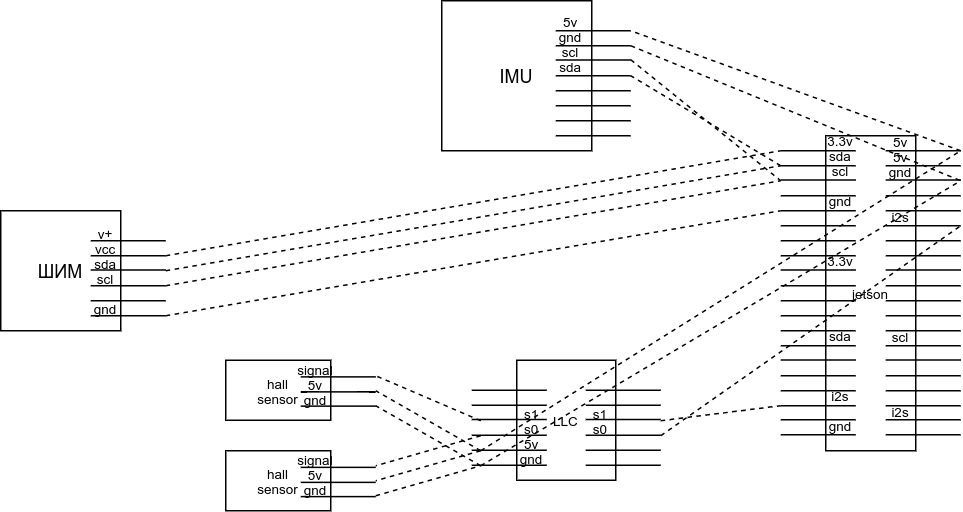 5v
gnd
scl
sda
IMU
3.3v
sda
scl
gnd
3.3v
sda
i2s
gnd
5v
5v
gnd
i2s
jetson
scl
i2s
v+
vcc
sda
scl
gnd
ШИМ
signal
5v
gnd
hall
sensor
signal
5v
gnd
hall
sensor
s1
s0
5v
gnd
LLC
s1
s0